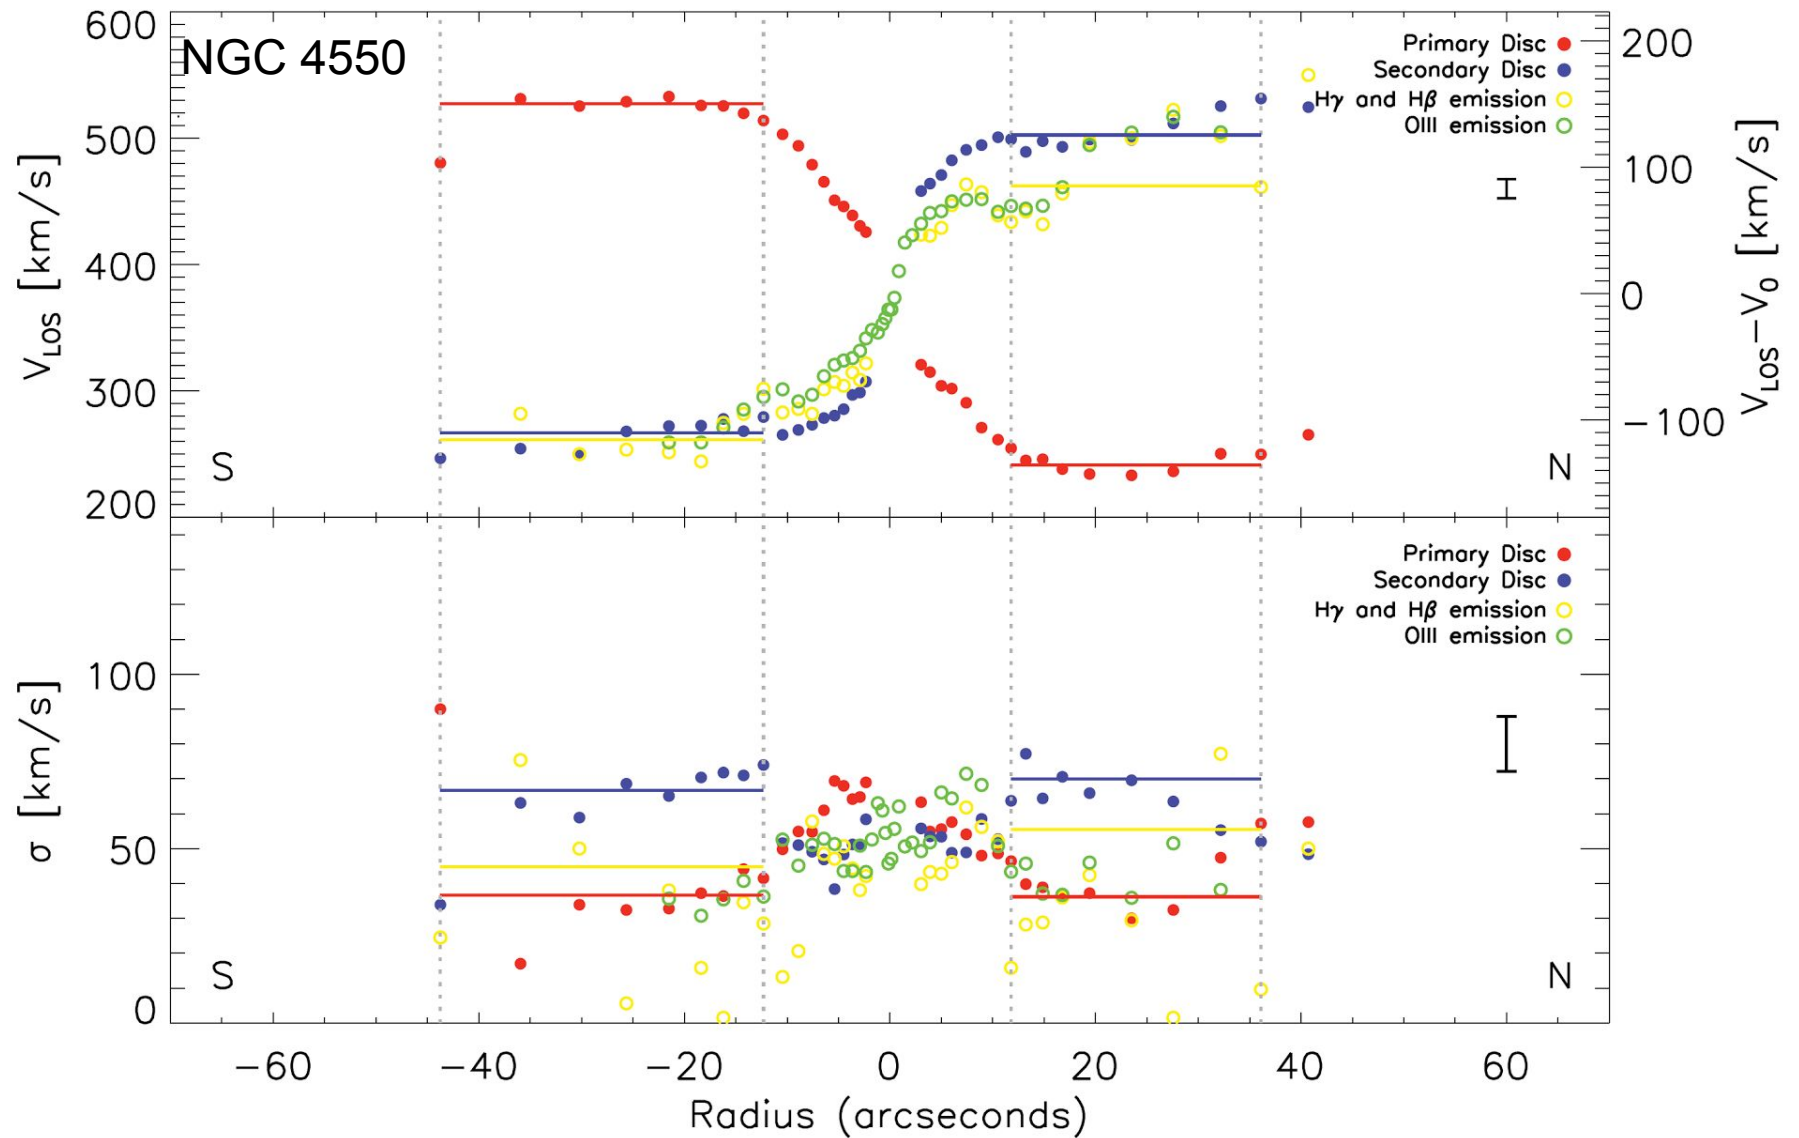 NGC 4550
600
500
400
300
200
V_LOS [km/s]
200
100
0
−100
V_LOS−V_0 [km/s]
Primary Disc
Secondary Disc
Hγ and Hβ emission
OIII emission
S
N
100
50
0
σ [km/s]
Primary Disc
Secondary Disc
Hγ and Hβ emission
OIII emission
S
N
−60 −40 −20 0 20 40 60
Radius (arcseconds)